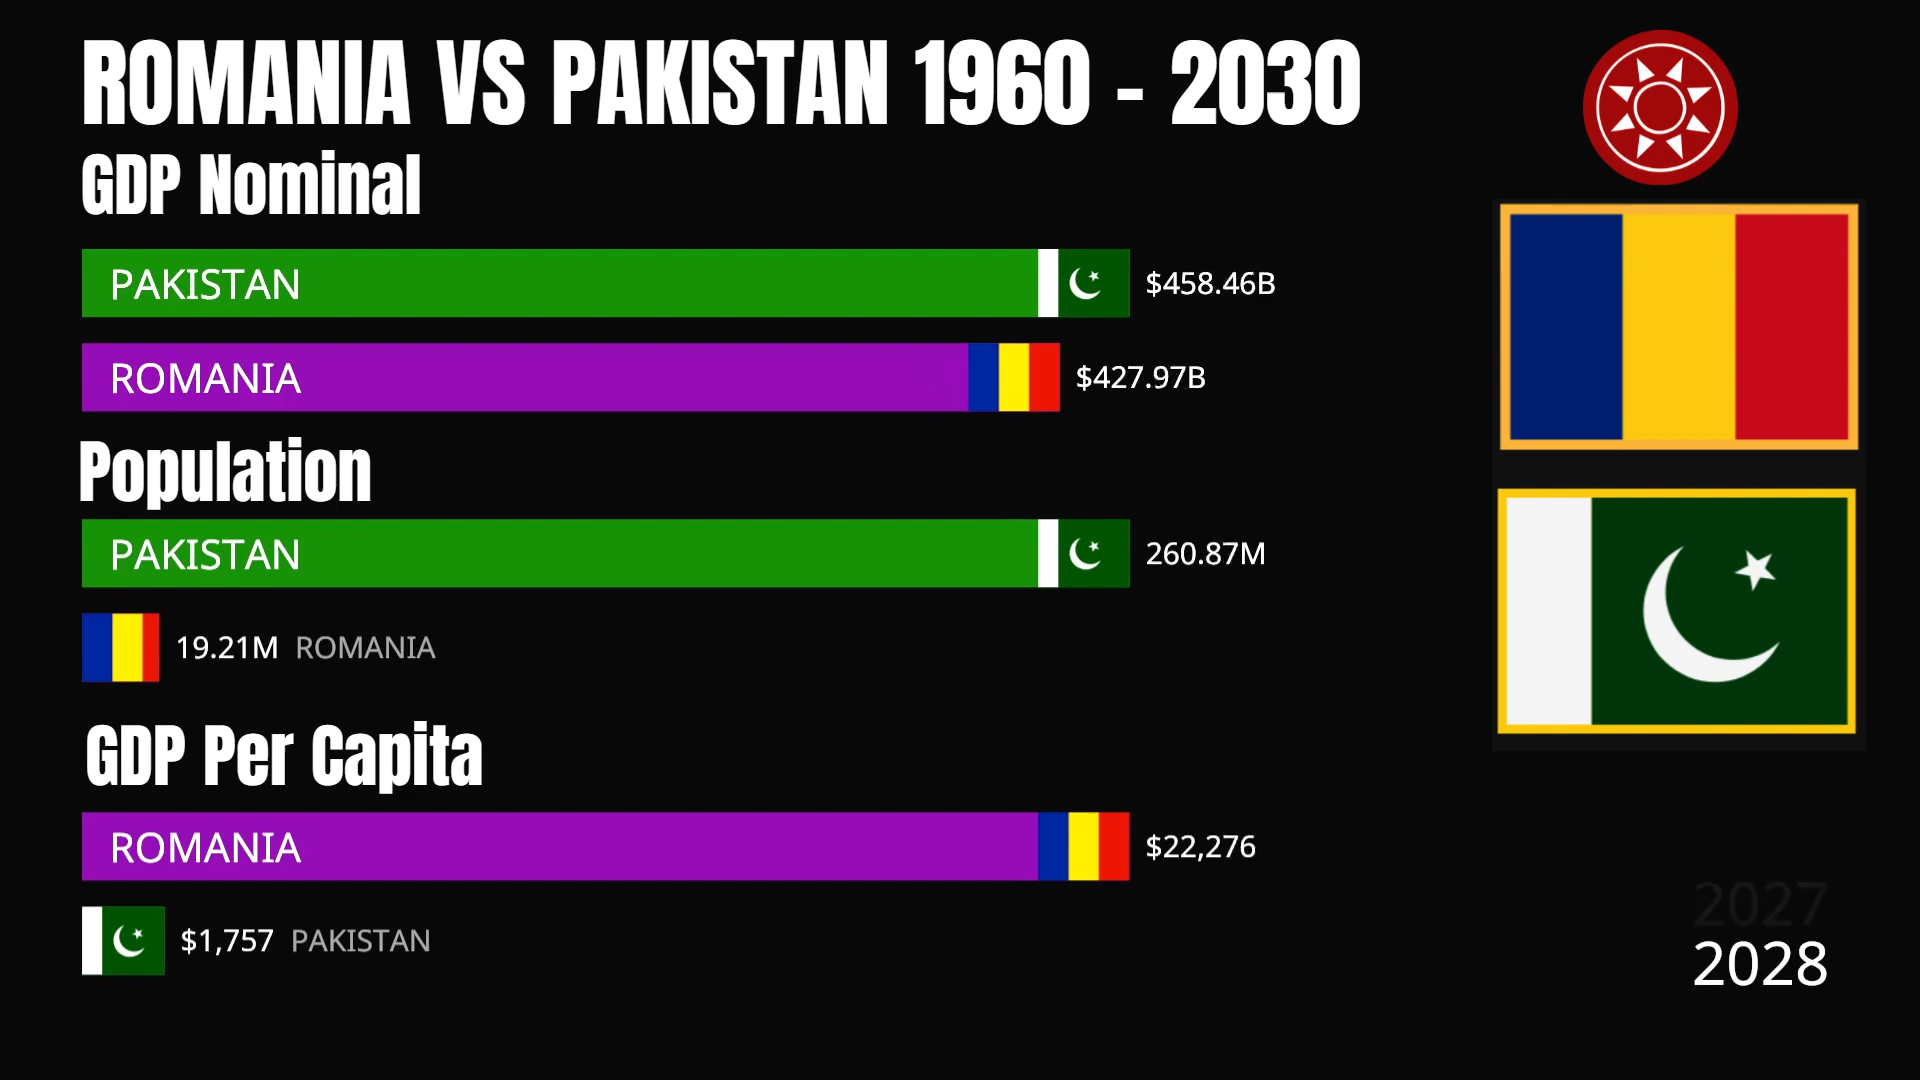 ROMANIA VS PAKISTAN 1960 - 2030
GDP Nominal
PAKISTAN $458.46B
ROMANIA $427.97B
Population
PAKISTAN 260.87M
19.21M ROMANIA
GDP Per Capita
ROMANIA $22,276
$1,757 PAKISTAN
2027
2028